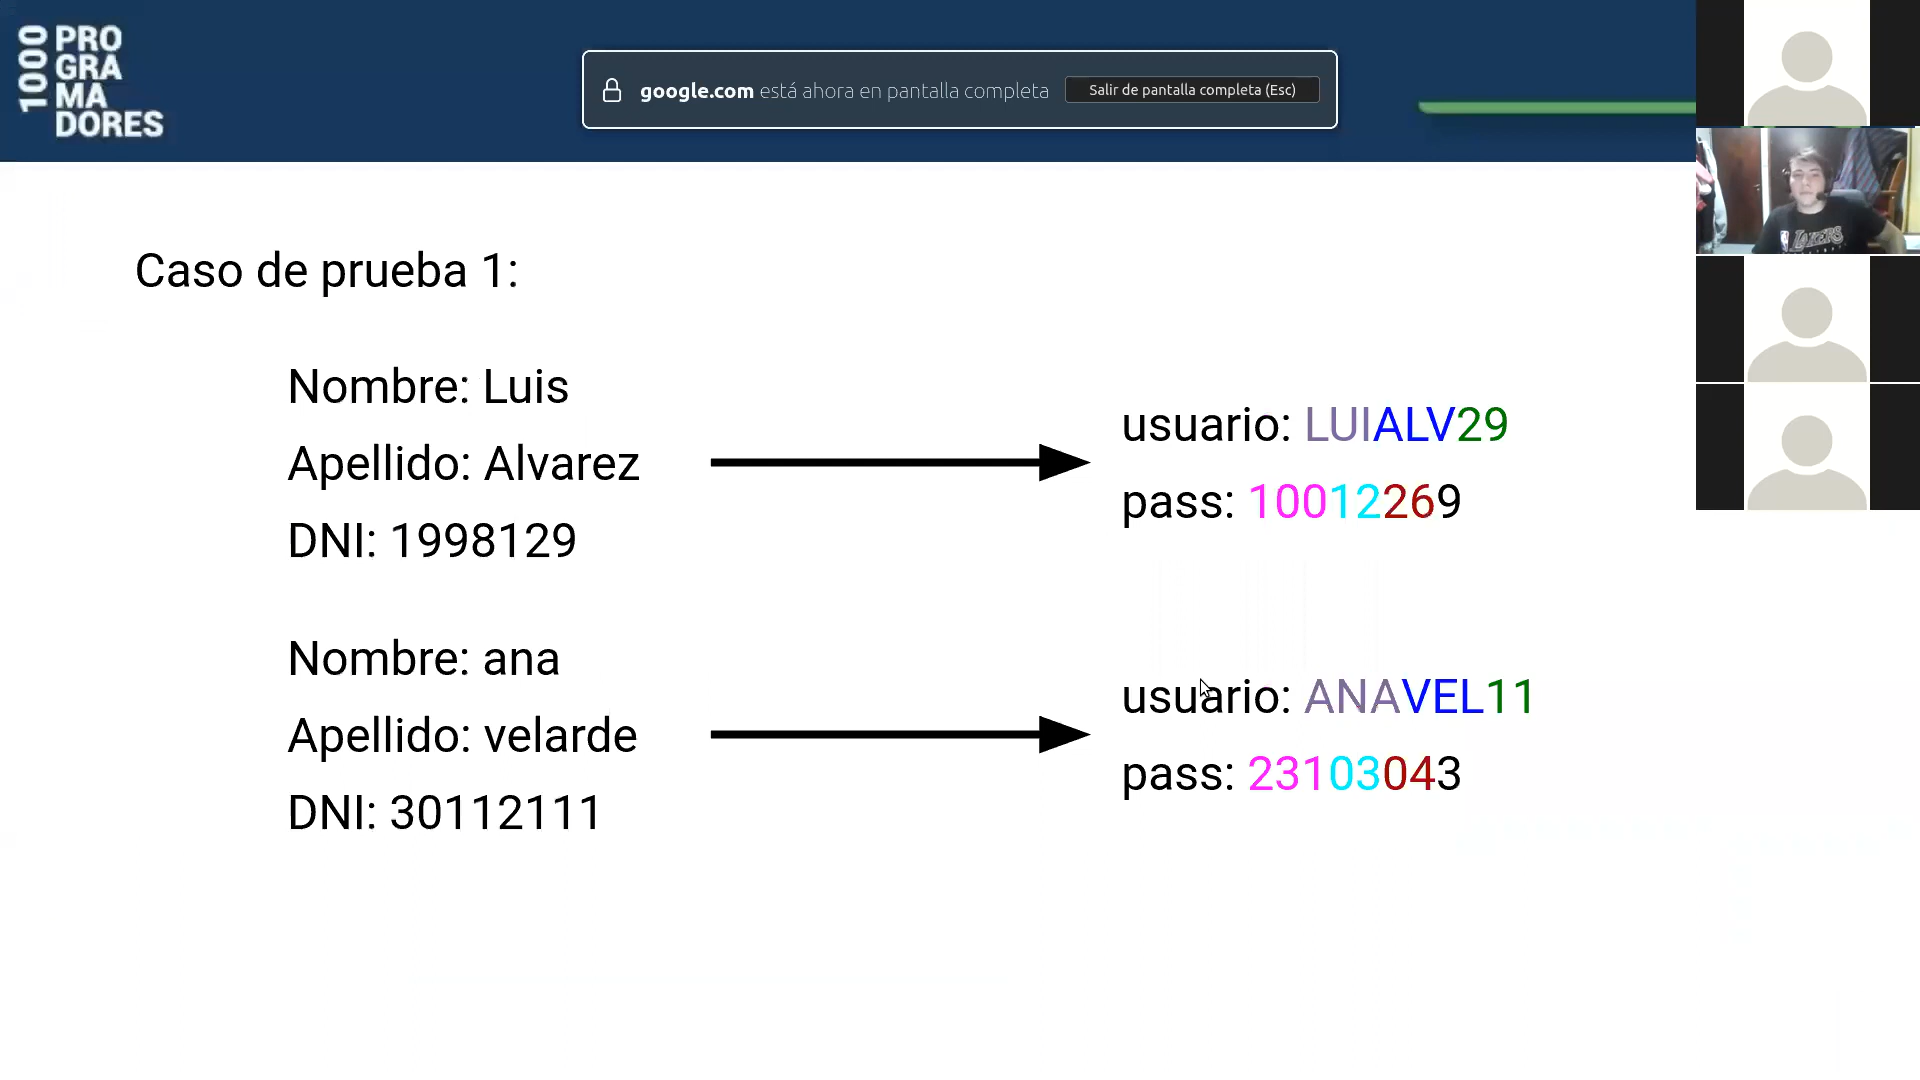 1000
PRO
GRA
MA
DORES
google.com está ahora en pantalla completa
Salir de pantalla completa (Esc)
LAKERS
Caso de prueba 1:
Nombre: Luis
Apellido: Alvarez
DNI: 1998129
usuario: LUIALV29
pass: 10012269
Nombre: ana
Apellido: velarde
DNI: 30112111
usuario: ANAVEL11
pass: 23103043